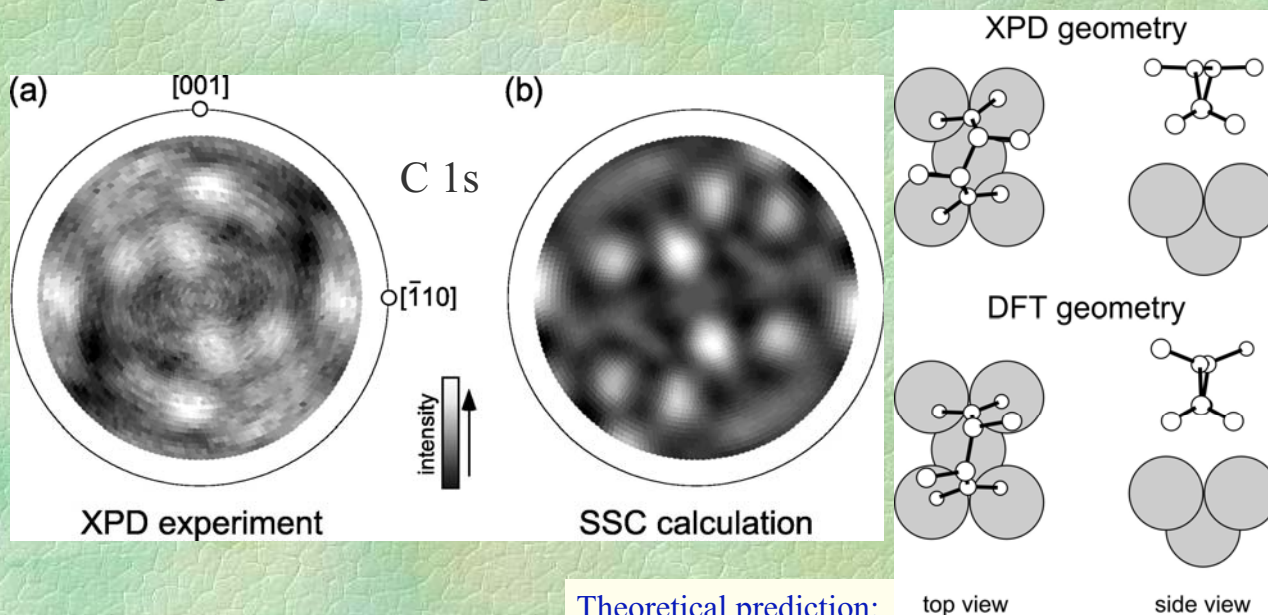 XPD geometry
(a)
[001]
(b)
C 1s
[1̄10]
intensity
DFT geometry
XPD experiment
SSC calculation
Theoretical prediction:
top view
side view